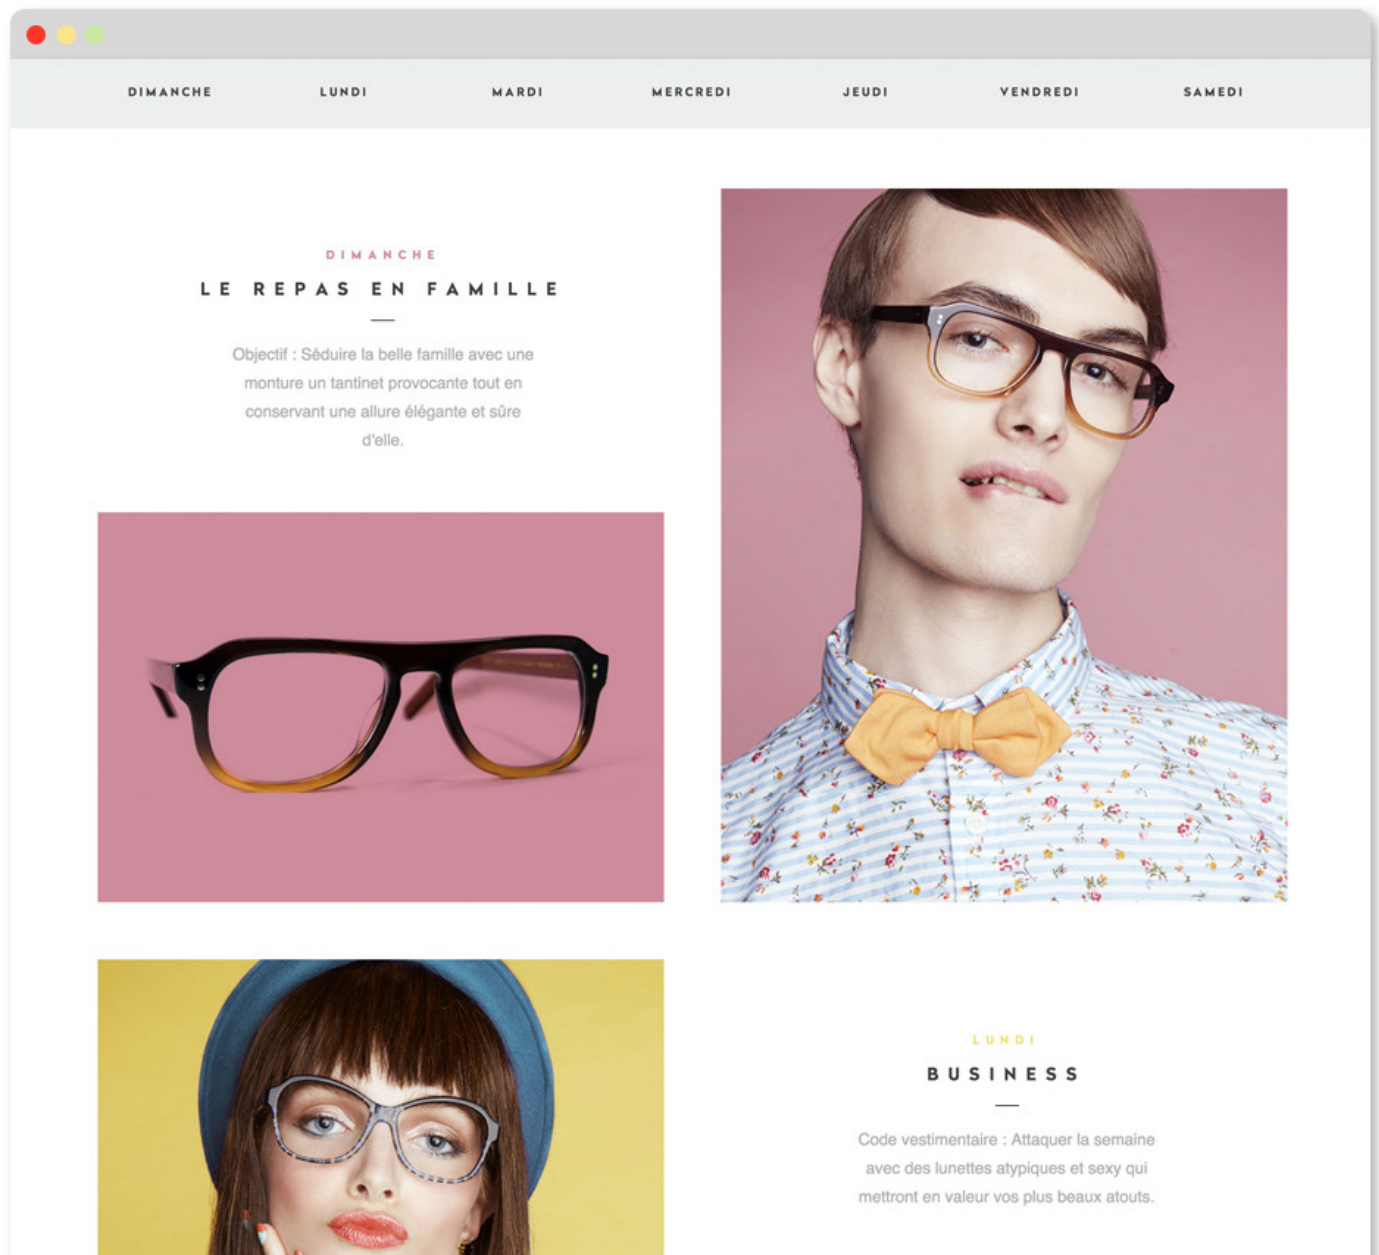 DIMANCHE LUNDI MARDI MERCREDI JEUDI VENDREDI SAMEDI
DIMANCHE
LE REPAS EN FAMILLE
Objectif : Séduire la belle famille avec une
monture un tantinet provocante tout en
conservant une allure élégante et sûre
d'elle.
LUNDI
BUSINESS
Code vestimentaire : Attaquer la semaine
avec des lunettes atypiques et sexy qui
mettront en valeur vos plus beaux atouts.